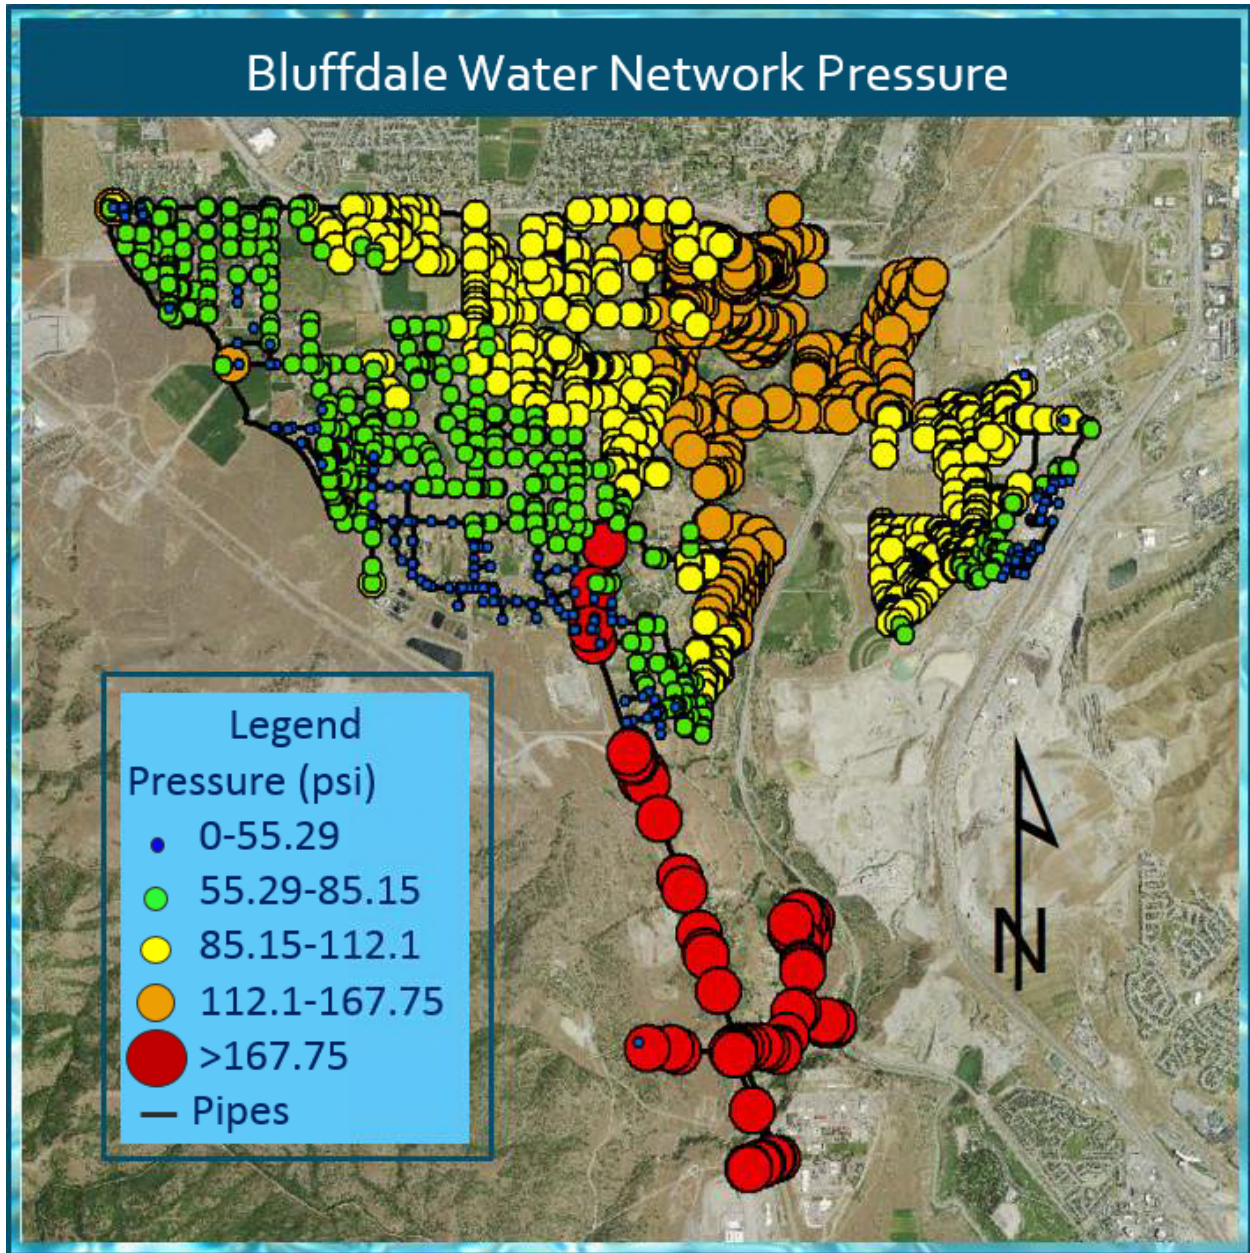 Bluffdale Water Network Pressure
Legend
Pressure (psi)
0-55.29
55.29-85.15
85.15-112.1
112.1-167.75
>167.75
Pipes
N